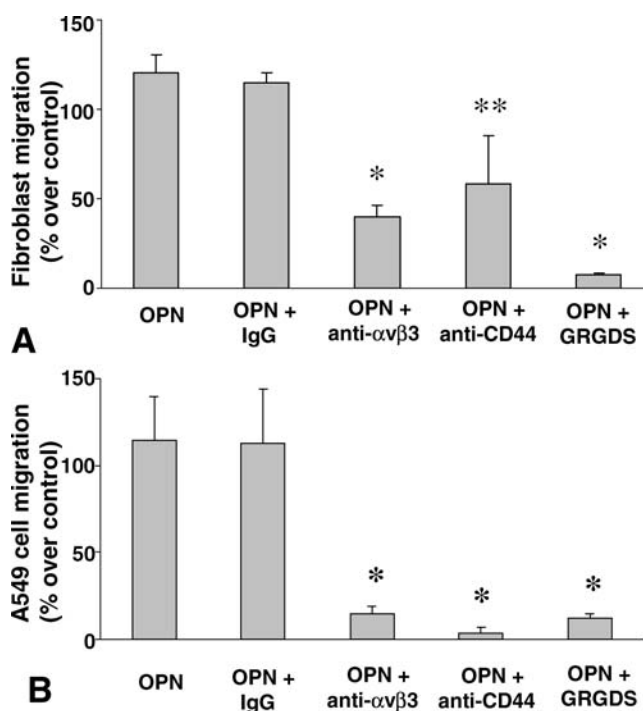 150
100
50
0
Fibroblast migration
(% over control)
*
**
*
OPN
OPN +
IgG
OPN +
anti-αvβ3
OPN +
anti-CD44
OPN +
GRGDS
A
150
100
50
0
A549 cell migration
(% over control)
*
*
*
OPN
OPN +
IgG
OPN +
anti-αvβ3
OPN +
anti-CD44
OPN +
GRGDS
B